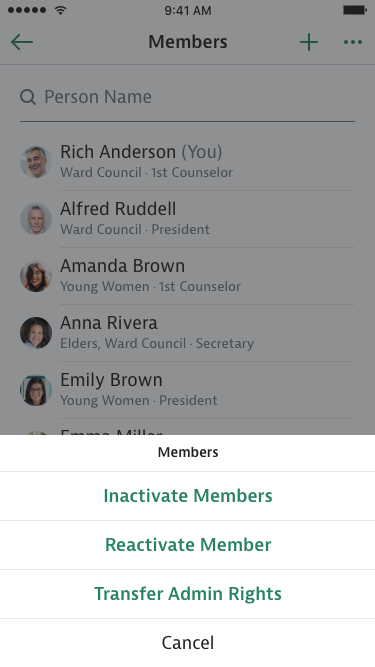 9:41 AM
Members
Person Name
Rich Anderson (You)
Ward Council · 1st Counselor
Alfred Ruddell
Ward Council · President
Amanda Brown
Young Women · 1st Counselor
Anna Rivera
Elders, Ward Council · Secretary
Emily Brown
Young Women · President
Emma Miller
Members
Inactivate Members
Reactivate Member
Transfer Admin Rights
Cancel